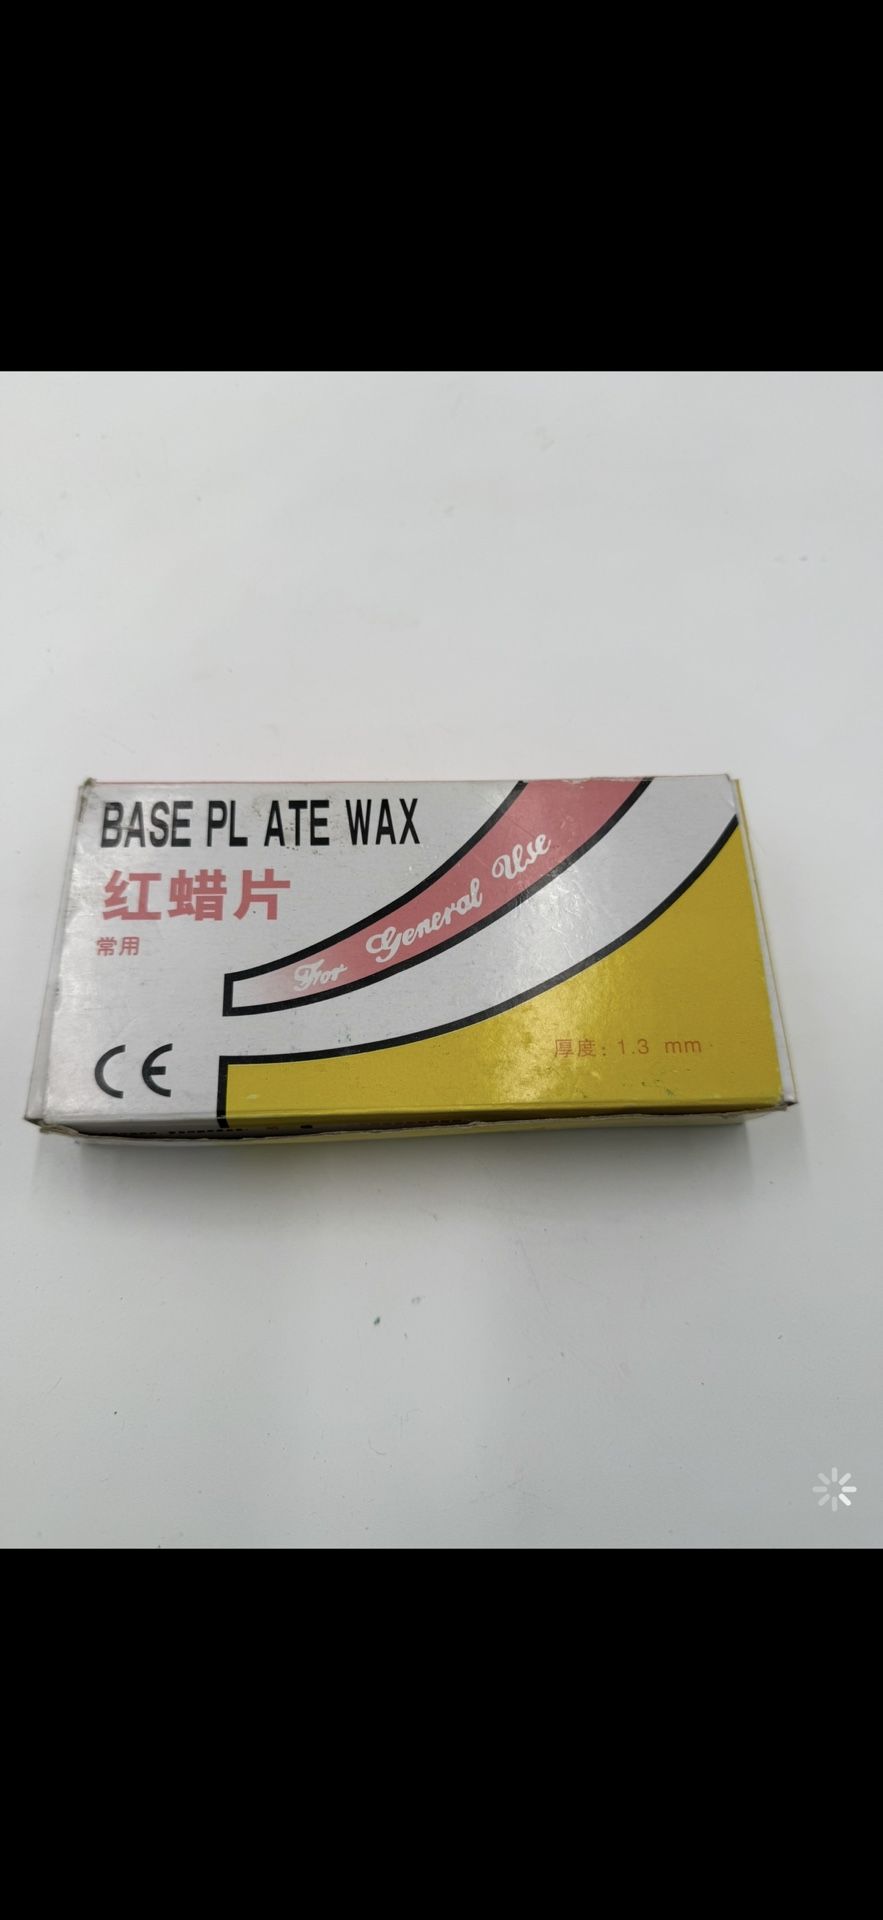 BASE PL ATE WAX
红蜡片
常用
For General Use
CE
厚度: 1.3 mm